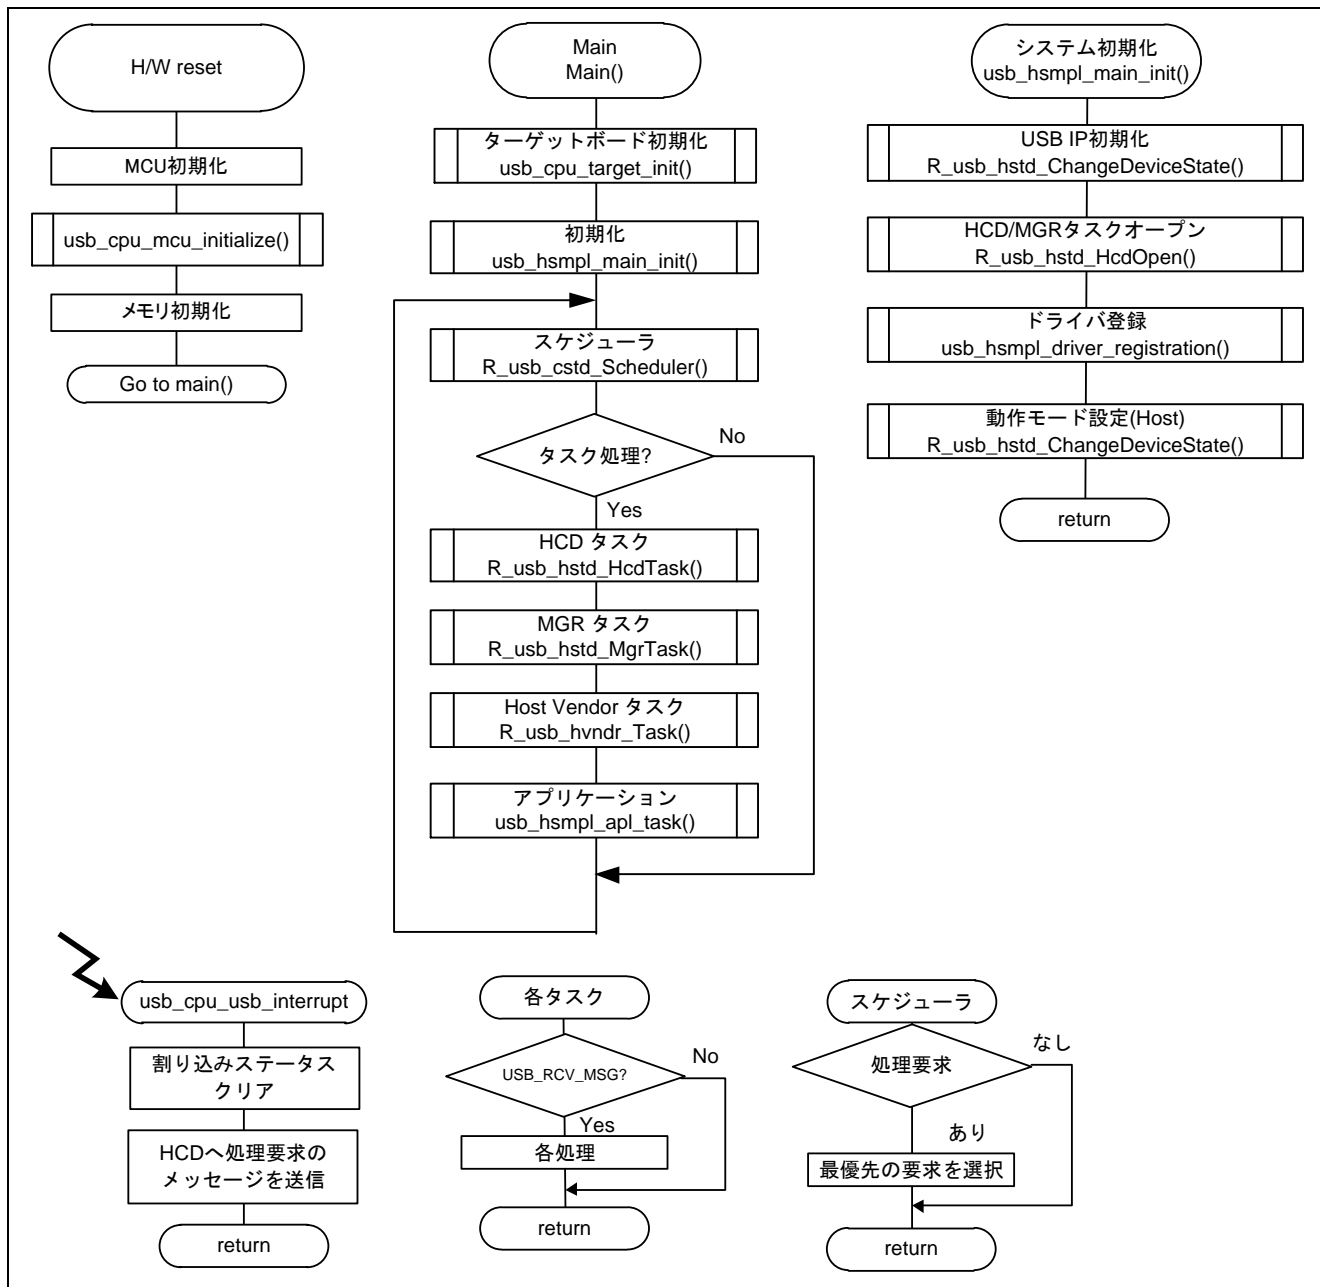 H/W reset
MCU初期化
usb_cpu_mcu_initialize()
メモリ初期化
Go to main()
Main
Main()
ターゲットボード初期化
usb_cpu_target_init()
初期化
usb_hsmpl_main_init()
スケジューラ
R_usb_cstd_Scheduler()
タスク処理?
No
Yes
HCD タスク
R_usb_hstd_HcdTask()
MGR タスク
R_usb_hstd_MgrTask()
Host Vendor タスク
R_usb_hvndr_Task()
アプリケーション
usb_hsmpl_apl_task()
システム初期化
usb_hsmpl_main_init()
USB IP初期化
R_usb_hstd_ChangeDeviceState()
HCD/MGRタスクオープン
R_usb_hstd_HcdOpen()
ドライバ登録
usb_hsmpl_driver_registration()
動作モード設定(Host)
R_usb_hstd_ChangeDeviceState()
return
usb_cpu_usb_interrupt
割り込みステータス
クリア
HCDへ処理要求の
メッセージを送信
return
各タスク
USB_RCV_MSG?
No
Yes
各処理
return
スケジューラ
処理要求
なし
あり
最優先の要求を選択
return